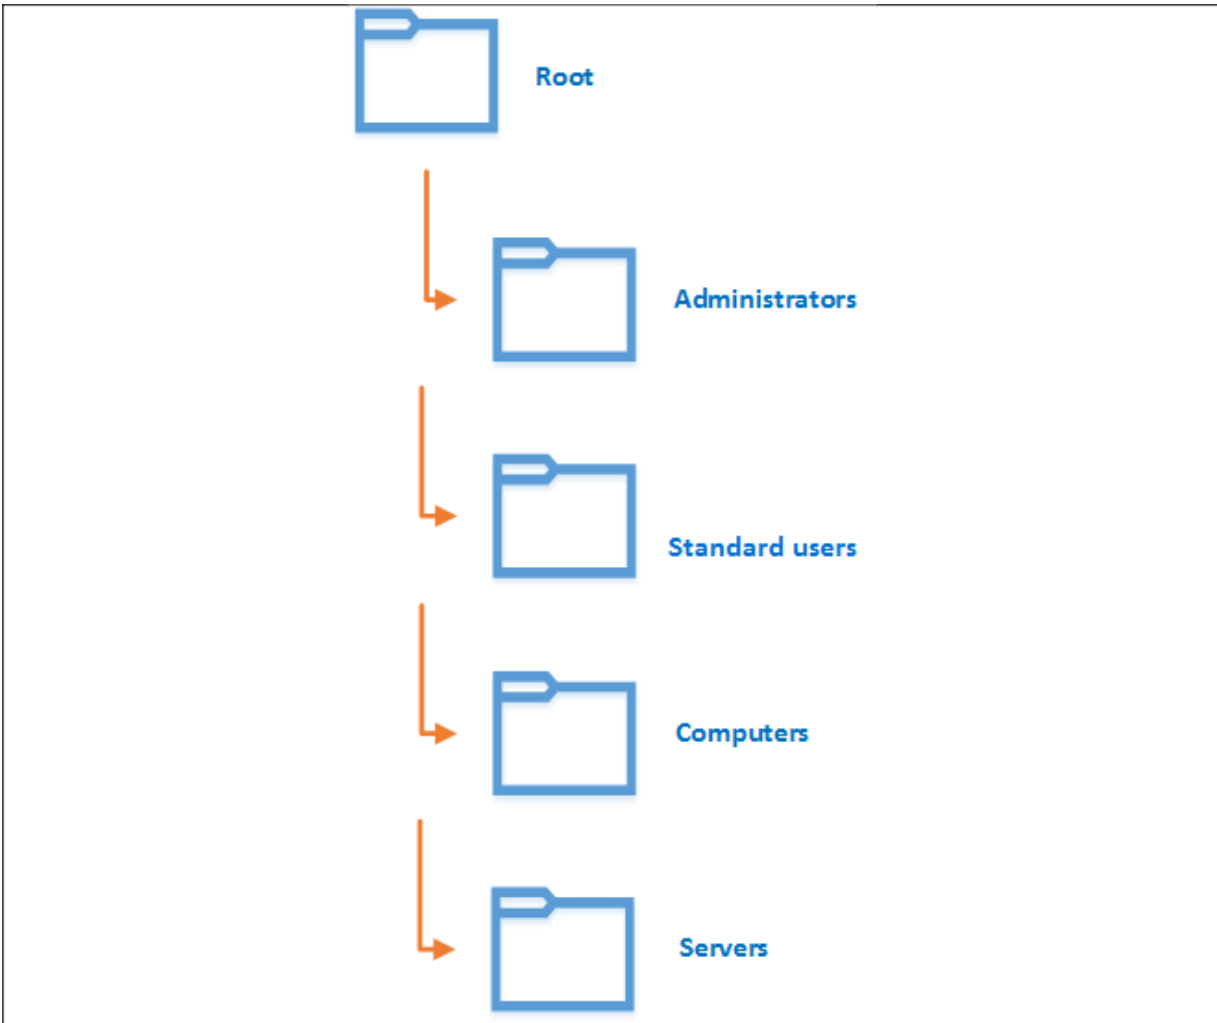 Root
Administrators
Standard users
Computers
Servers